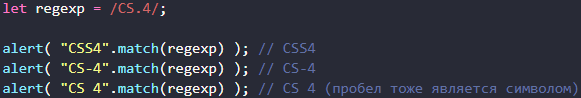 let regexp = /CS.4/;
alert( "CSS4".match(regexp) ); // CSS4
alert( "CS-4".match(regexp) ); // CS-4
alert( "CS 4".match(regexp) ); // CS 4 (пробел тоже является символом)